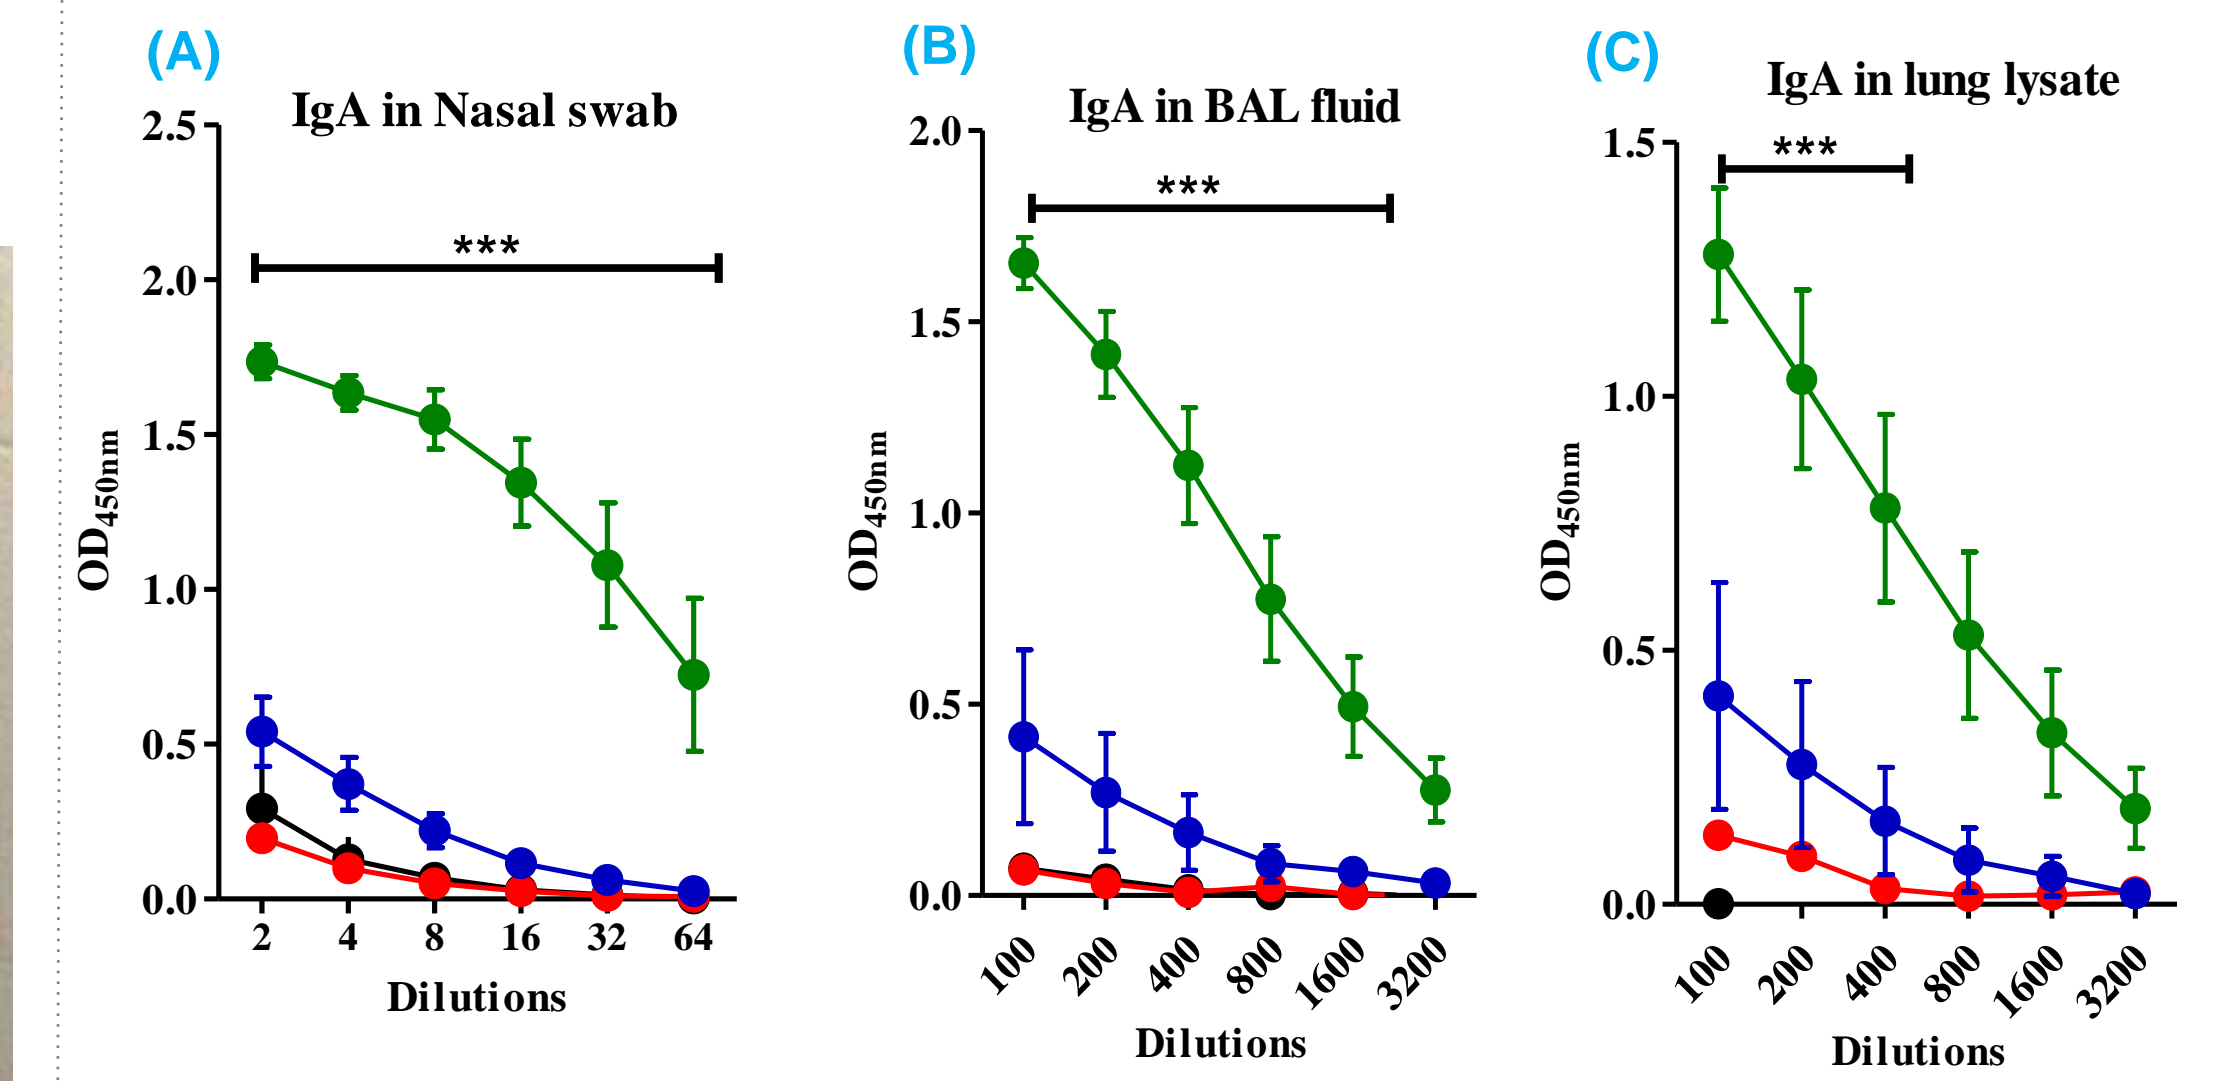 (A)
IgA in Nasal swab
2.5
2.0
1.5
1.0
0.5
0.0
OD450nm
***
2 4 8 16 32 64
Dilutions
(B)
IgA in BAL fluid
2.0
1.5
1.0
0.5
0.0
OD450nm
***
100 200 400 800 1600 3200
Dilutions
(C)
IgA in lung lysate
1.5
1.0
0.5
0.0
OD450nm
***
100 200 400 800 1600 3200
Dilutions